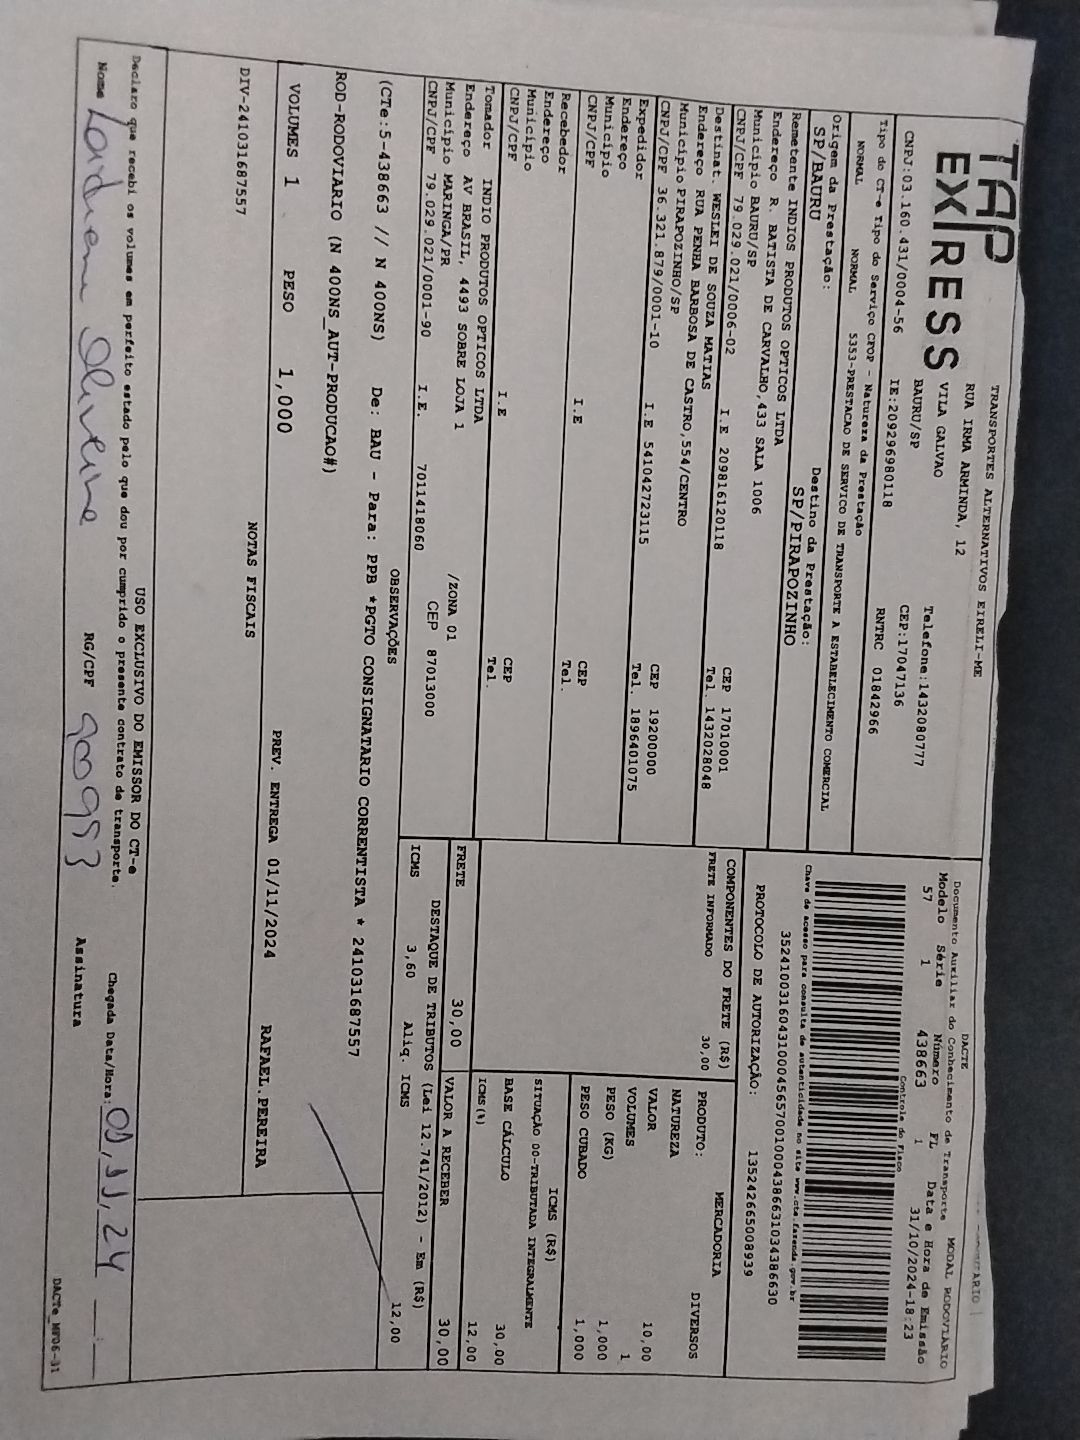 TAP EX/RESS
TRANSPORTES ALTERNATIVOS EIRELI-ME
RUA IRMA ARMINDA, 12
VILA GALVAO Telefone:1432080777
BAURU/SP CEP:17047136
CNPJ:03.160.431/0004-56 IE:209296980118 RNTRC 01842966
Tipo do CT-e Tipo do Serviço CFOP - Natureza da Prestação
NORMAL NORMAL 5353-PRESTACAO DE SERVICO DE TRANSPORTE A ESTABELECIMENTO COMERCIAL
Origem da Prestação: Destino da Prestação:
SP/BAURU SP/PIRAPOZINHO
Remetente INDIOS PRODUTOS OPTICOS LTDA
Endereço R. BATISTA DE CARVALHO,433 SALA 1006
Município BAURU/SP CEP 17010001
CNPJ/CPF 79.029.021/0006-02 I.E 209816120118 Tel. 1432028048
Destinat. WESLEI DE SOUZA MATIAS
Endereço RUA PENHA BARBOSA DE CASTRO,554/CENTRO
Município PIRAPOZINHO/SP CEP 19200000
CNPJ/CPF 36.321.879/0001-10 I.E 541042723115 Tel. 1896401075
Expedidor
Endereço
Município CEP
CNPJ/CPF I.E Tel.
Recebedor
Endereço
Município CEP
CNPJ/CPF I.E Tel.
Tomador INDIO PRODUTOS OPTICOS LTDA
Endereço AV BRASIL, 4493 SOBRE LOJA 1 /ZONA 01
Município MARINGA/PR CEP 87013000
CNPJ/CPF 79.029.021/0001-90 I.E. 7011418060
DACTE MODAL RODOVIÁRIO
Documento Auxiliar do Conhecimento de Transporte
Modelo Série Número FL Data e Hora de Emissão
57 1 438663 1 31/10/2024-18:23
Controle do Fisco
Chave de acesso para consulta de autenticidade no site www.cte.fazenda.gov.br
PROTOCOLO DE AUTORIZAÇÃO: 135242665008939
COMPONENTES DO FRETE (R$)
FRETE INFORMADO 30,00
PRODUTO: MERCADORIA
NATUREZA DIVERSOS
VALOR 10,00
VOLUMES 1
PESO (KG) 1,000
PESO CUBADO 1,000
ICMS (R$)
SITUAÇÃO 00-TRIBUTADA INTEGRALMENTE
BASE CÁLCULO 30,00
ICMS(%) 12,00
FRETE 30,00 VALOR A RECEBER 30,00
DESTAQUE DE TRIBUTOS (Lei 12.741/2012) - Em (R$)
ICMS 3,60 Aliq. ICMS 12,00
OBSERVAÇÕES
(CTe:5-438663 // N 400NS) De: BAU - Para: PPB *PGTO CONSIGNATARIO CORRENTISTA * 241031687557
ROD-RODOVIARIO (N 400NS_AUT-PRODUCAO#)
VOLUMES 1 PESO 1,000 PREV. ENTREGA 01/11/2024 RAFAEL.PEREIRA
NOTAS FISCAIS
DIV-241031687557
USO EXCLUSIVO DO EMISSOR DO CT-e
Declaro que recebi os volumes em perfeito estado pelo que dou por cumprido o presente contrato de transporte. Chegada Data/Hora:
Nome RG/CPF 900953 Assinatura
DACTe_MF06-31